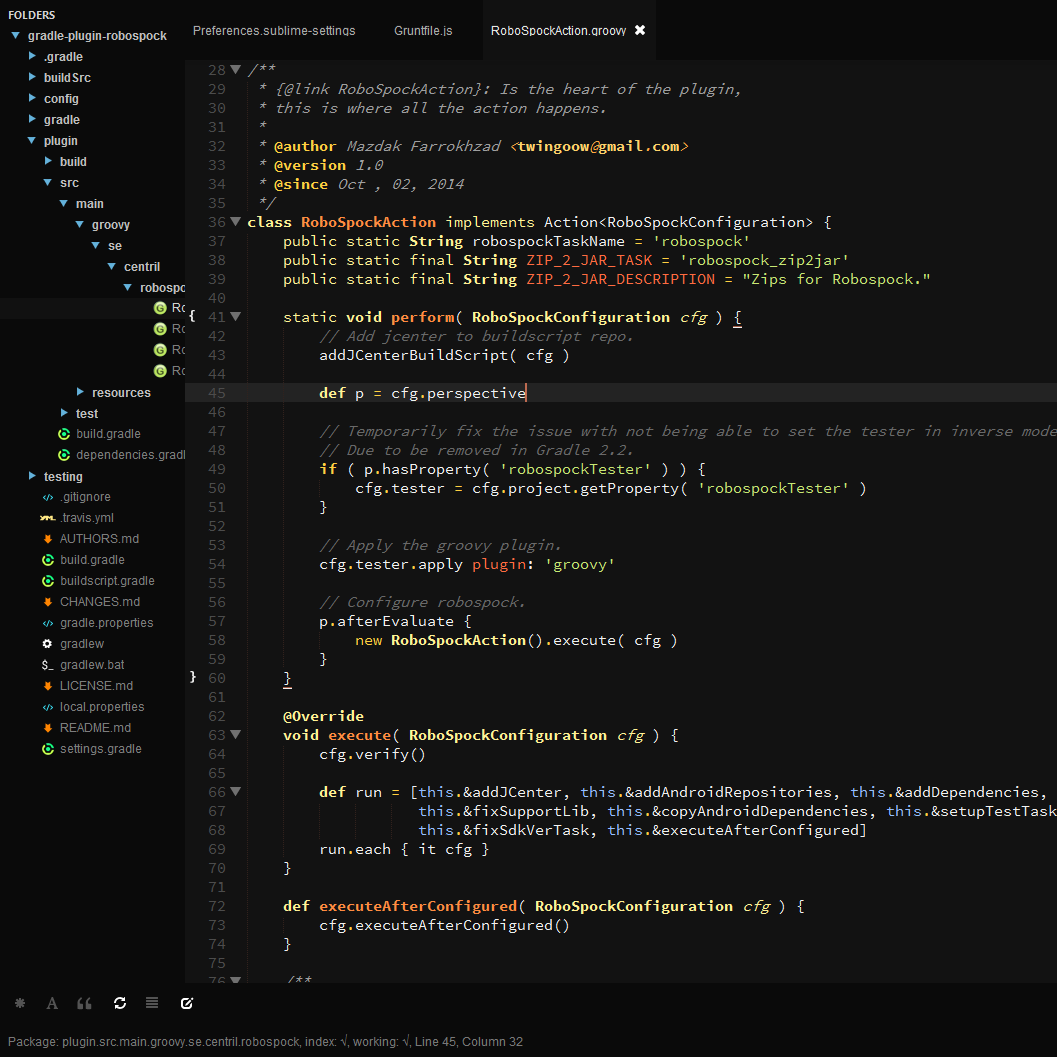 FOLDERS
gradle-plugin-robospock
.gradle
buildSrc
config
gradle
plugin
build
src
main
groovy
se
centril
robospo
Ro
Ro
Ro
Ro
resources
test
build.gradle
dependencies.gradl
testing
.gitignore
.travis.yml
AUTHORS.md
build.gradle
buildscript.gradle
CHANGES.md
gradle.properties
gradlew
gradlew.bat
LICENSE.md
local.properties
README.md
settings.gradle
Preferences.sublime-settings Gruntfile.js RoboSpockAction.groovy
28 /**
29 * {@link RoboSpockAction}: Is the heart of the plugin,
30 * this is where all the action happens.
31 *
32 * @author Mazdak Farrokhzad <twingoow@gmail.com>
33 * @version 1.0
34 * @since Oct , 02, 2014
35 */
36 class RoboSpockAction implements Action<RoboSpockConfiguration> {
37 public static String robospockTaskName = 'robospock'
38 public static final String ZIP_2_JAR_TASK = 'robospock_zip2jar'
39 public static final String ZIP_2_JAR_DESCRIPTION = "Zips for Robospock."
40
{ 41 static void perform( RoboSpockConfiguration cfg ) {
42 // Add jcenter to buildscript repo.
43 addJCenterBuildScript( cfg )
44
45 def p = cfg.perspective
46
47 // Temporarily fix the issue with not being able to set the tester in inverse mode
48 // Due to be removed in Gradle 2.2.
49 if ( p.hasProperty( 'robospockTester' ) ) {
50 cfg.tester = cfg.project.getProperty( 'robospockTester' )
51 }
52
53 // Apply the groovy plugin.
54 cfg.tester.apply plugin: 'groovy'
55
56 // Configure robospock.
57 p.afterEvaluate {
58 new RoboSpockAction().execute( cfg )
59 }
} 60 }
61
62 @Override
63 void execute( RoboSpockConfiguration cfg ) {
64 cfg.verify()
65
66 def run = [this.&addJCenter, this.&addAndroidRepositories, this.&addDependencies,
67 this.&fixSupportLib, this.&copyAndroidDependencies, this.&setupTestTask
68 this.&fixSdkVerTask, this.&executeAfterConfigured]
69 run.each { it cfg }
70 }
71
72 def executeAfterConfigured( RoboSpockConfiguration cfg ) {
73 cfg.executeAfterConfigured()
74 }
75
76 /**
Package: plugin.src.main.groovy.se.centril.robospock, index: √, working: √, Line 45, Column 32